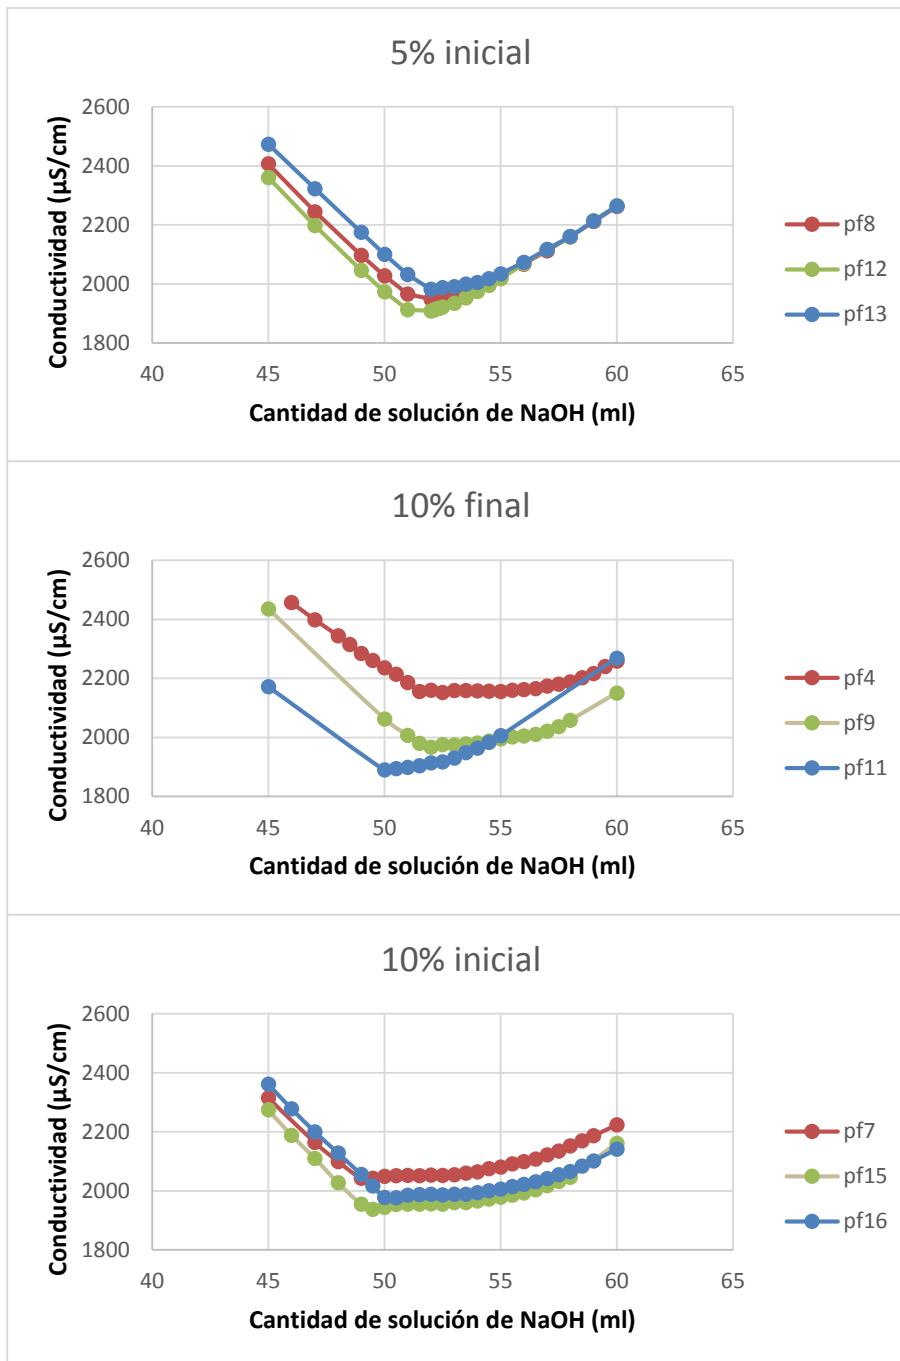 5% inicial
Conductividad (µS/cm)
2600
2400
2200
2000
1800
40 45 50 55 60 65
Cantidad de solución de NaOH (ml)
pf8
pf12
pf13
10% final
Conductividad (µS/cm)
2600
2400
2200
2000
1800
40 45 50 55 60 65
Cantidad de solución de NaOH (ml)
pf4
pf9
pf11
10% inicial
Conductividad (µS/cm)
2600
2400
2200
2000
1800
40 45 50 55 60 65
Cantidad de solución de NaOH (ml)
pf7
pf15
pf16